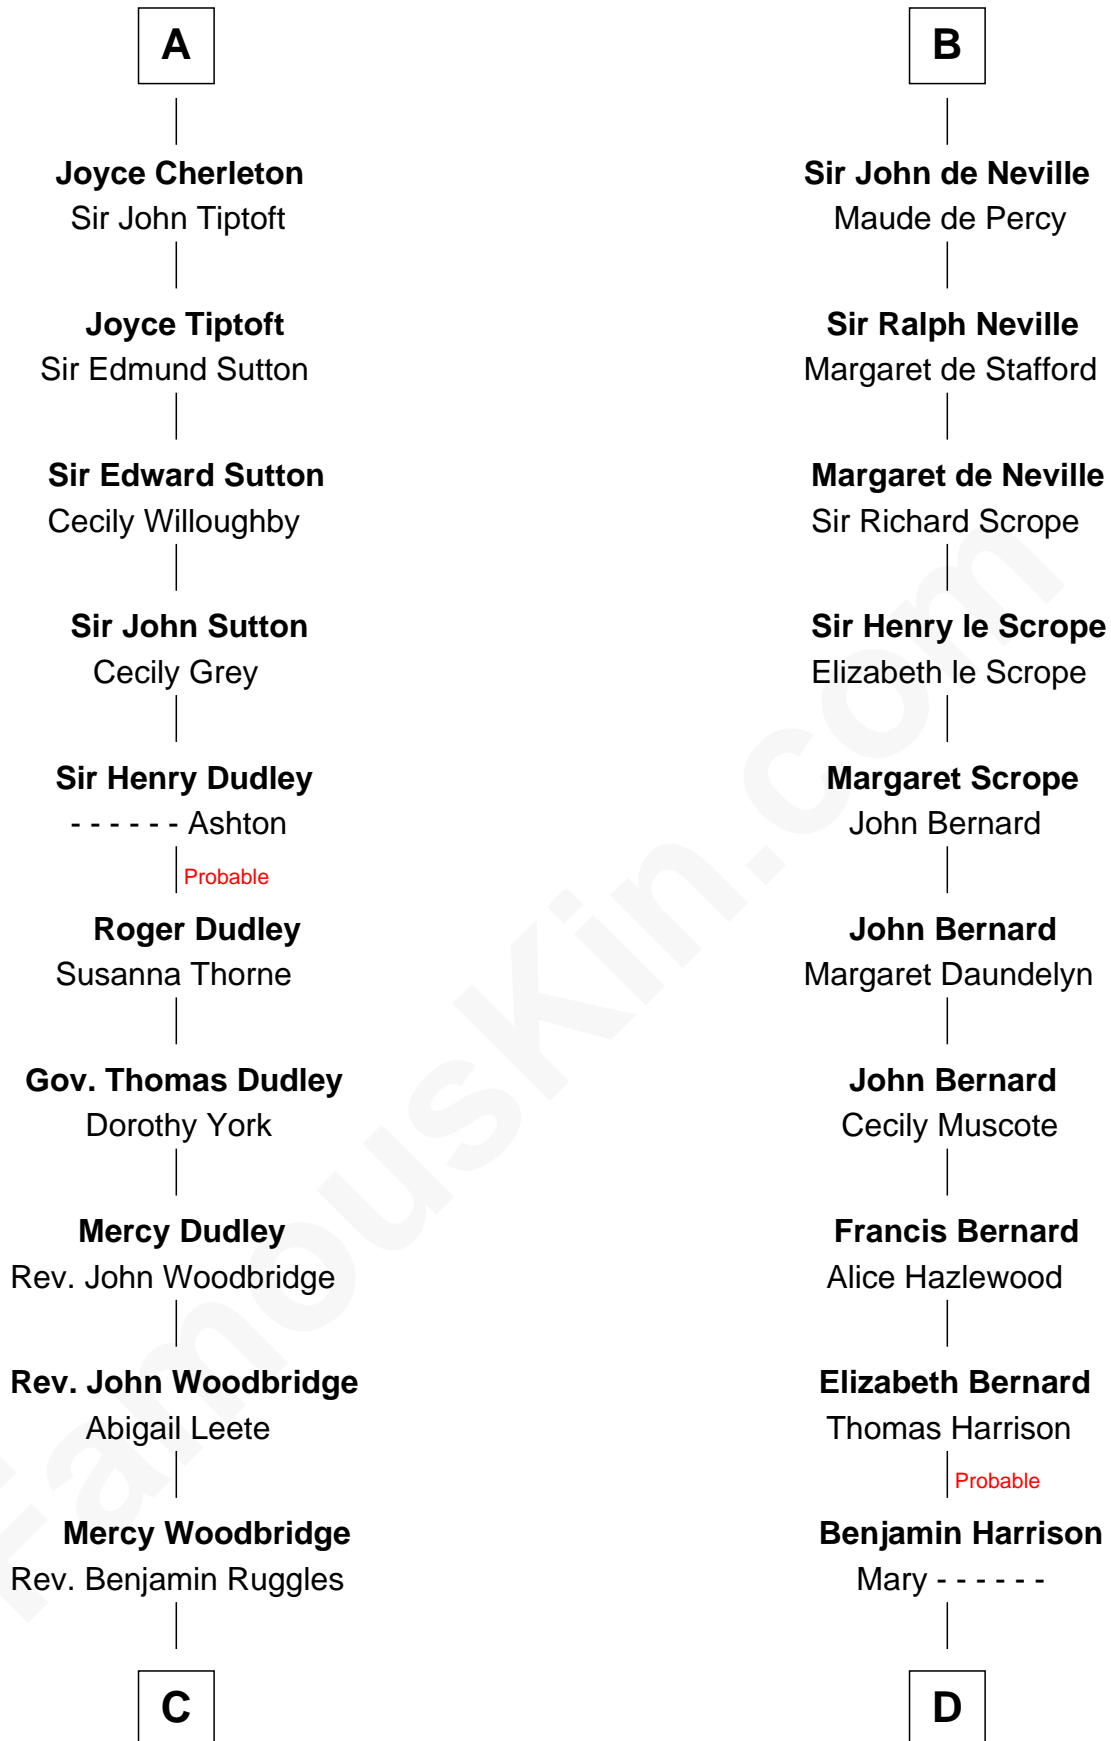 A
Joyce Cherleton
Sir John Tiptoft
Joyce Tiptoft
Sir Edmund Sutton
Sir Edward Sutton
Cecily Willoughby
Sir John Sutton
Cecily Grey
Sir Henry Dudley
- - - - - - Ashton
Probable
Roger Dudley
Susanna Thorne
Gov. Thomas Dudley
Dorothy York
Mercy Dudley
Rev. John Woodbridge
Rev. John Woodbridge
Abigail Leete
Mercy Woodbridge
Rev. Benjamin Ruggles
C
B
Sir John de Neville
Maude de Percy
Sir Ralph Neville
Margaret de Stafford
Margaret de Neville
Sir Richard Scrope
Sir Henry le Scrope
Elizabeth le Scrope
Margaret Scrope
John Bernard
John Bernard
Margaret Daundelyn
John Bernard
Cecily Muscote
Francis Bernard
Alice Hazlewood
Elizabeth Bernard
Thomas Harrison
Probable
Benjamin Harrison
Mary - - - - - -
D
FamousKin.com